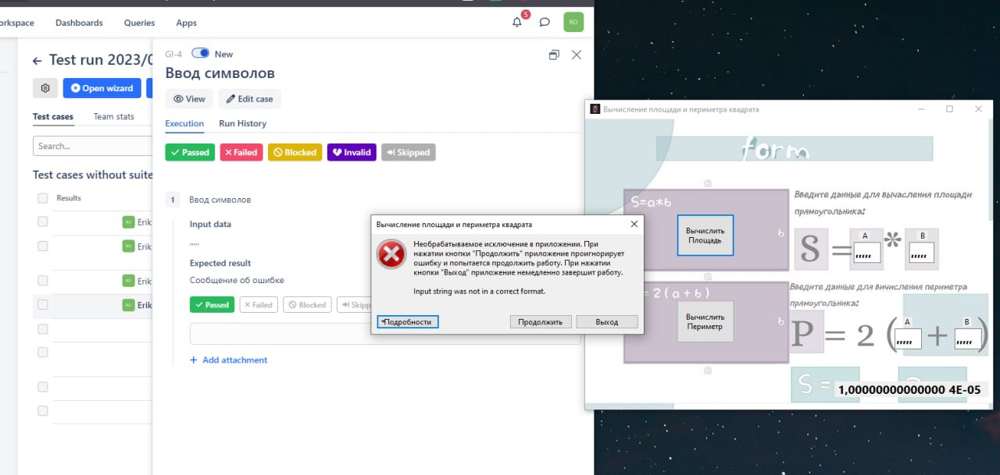 orkspace
Dashboards
Queries
Apps
5
RO
Test run 2023/0
Open wizard
Test cases
Team stats
Search...
Test cases without suite
Results
RO Erik
RO Erik
RO Erik
RO Erik
GI-4
New
Ввод символов
View
Edit case
Execution
Run History
Passed
Failed
Blocked
Invalid
Skipped
1
Ввод символов
Input data
,,,,,
Expected result
Сообщение об ошибке
Passed
Failed
Blocked
Skipp
+ Add attachment
Вычисление площади и периметра квадрата
Необрабатываемое исключение в приложении. При
нажатии кнопки "Продолжить" приложение проигнорирует
ошибку и попытается продолжить работу. При нажатии
кнопки "Выход" приложение немедленно завершит работу.
Input string was not in a correct format.
Подробности
Продолжить
Выход
Вычисление площади и периметра квадрата
form
@
S=a*b
Вычислить
Площадь
b
@
Введите данные для вычасления площади
прямоугольника:
S =
A
,,,,,
*
B
,,,,,
= 2(a+b)
Вычислить
Периметр
b
@
Введите данные для вичисления периметра
прямоугольника:
P = 2 (
A
,,,,,
+
B
,,,,,
)
S =
1,00000000000000 4E-05